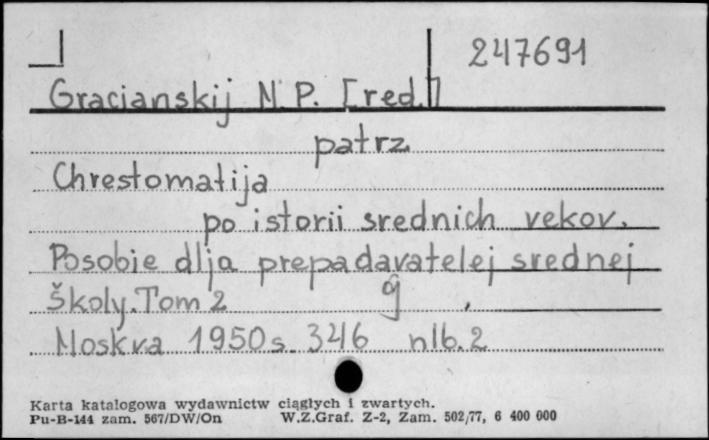 247691
Gracianskij N. P. [red.]
patrz
Chrestomatija
po istorii srednich vekov.
Posobie dlja prepadavatelej srednej
školy. Tom 2
g
Moskva 1950 s. 346 nlb. 2
Karta katalogowa wydawnictw ciągłych i zwartych.
Pu-B-144 zam. 567/DW/On W.Z.Graf. Z-2, Zam. 502/77, 6 400 000